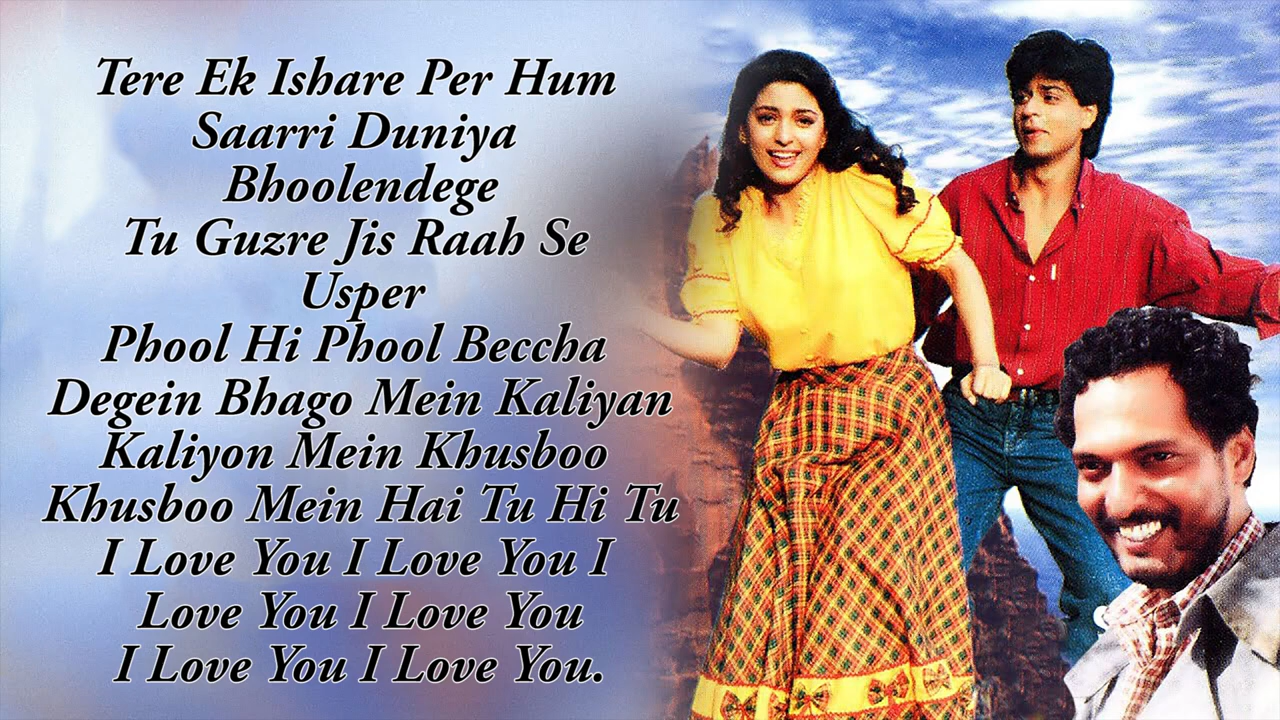 Tere Ek Ishare Per Hum
Saarri Duniya
Bhoolendege
Tu Guzre Jis Raah Se
Usper
Phool Hi Phool Beccha
Degein Bhago Mein Kaliyan
Kaliyon Mein Khusboo
Khusboo Mein Hai Tu Hi Tu
I Love You I Love You I
Love You I Love You
I Love You I Love You.